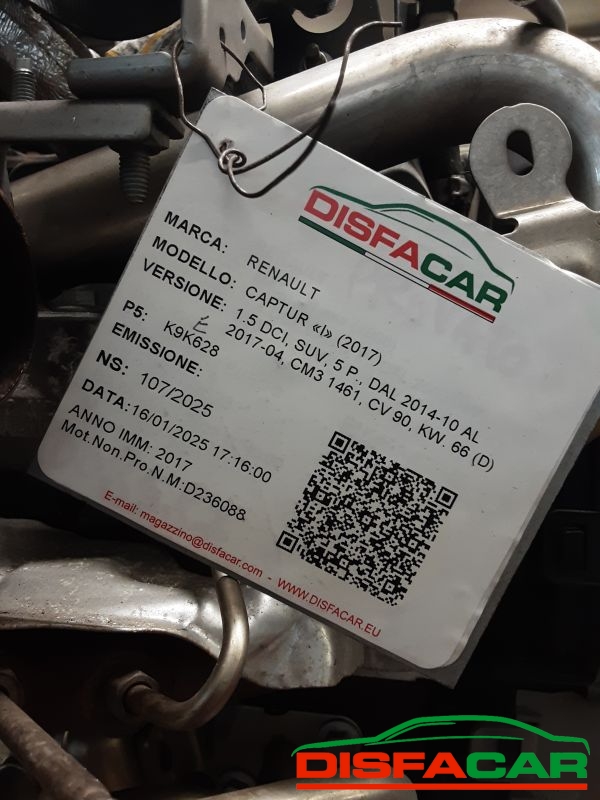 DISFACAR
MARCA: RENAULT
MODELLO: CAPTUR «I» (2017)
VERSIONE: 1.5 DCI, SUV, 5 P., DAL 2014-10 AL
2017-04, CM3 1461, CV 90, KW. 66 (D)
P5: K9K628 E
EMISSIONE:
NS: 107/2025
DATA: 16/01/2025 17:16:00
ANNO IMM: 2017
Mot.Non.Pro.N.M:D236088
E-mail: magazzino@disfacar.com - WWW.DISFACAR.EU
DISFACAR